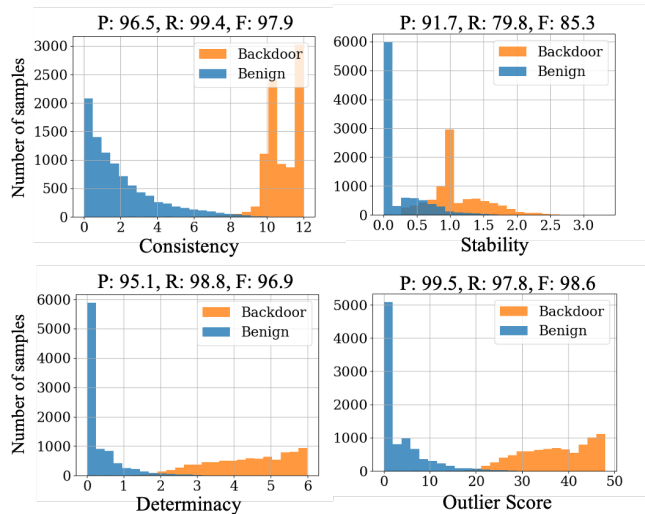 P: 96.5, R: 99.4, F: 97.9
Number of samples
3000
2500
2000
1500
1000
500
0
Backdoor
Benign
0 2 4 6 8 10 12
Consistency
P: 91.7, R: 79.8, F: 85.3
6000
5000
4000
3000
2000
1000
0
Backdoor
Benign
0.0 0.5 1.0 1.5 2.0 2.5 3.0
Stability
P: 95.1, R: 98.8, F: 96.9
Number of samples
6000
5000
4000
3000
2000
1000
0
Backdoor
Benign
0 1 2 3 4 5 6
Determinacy
P: 99.5, R: 97.8, F: 98.6
5000
4000
3000
2000
1000
0
Backdoor
Benign
0 10 20 30 40 50
Outlier Score